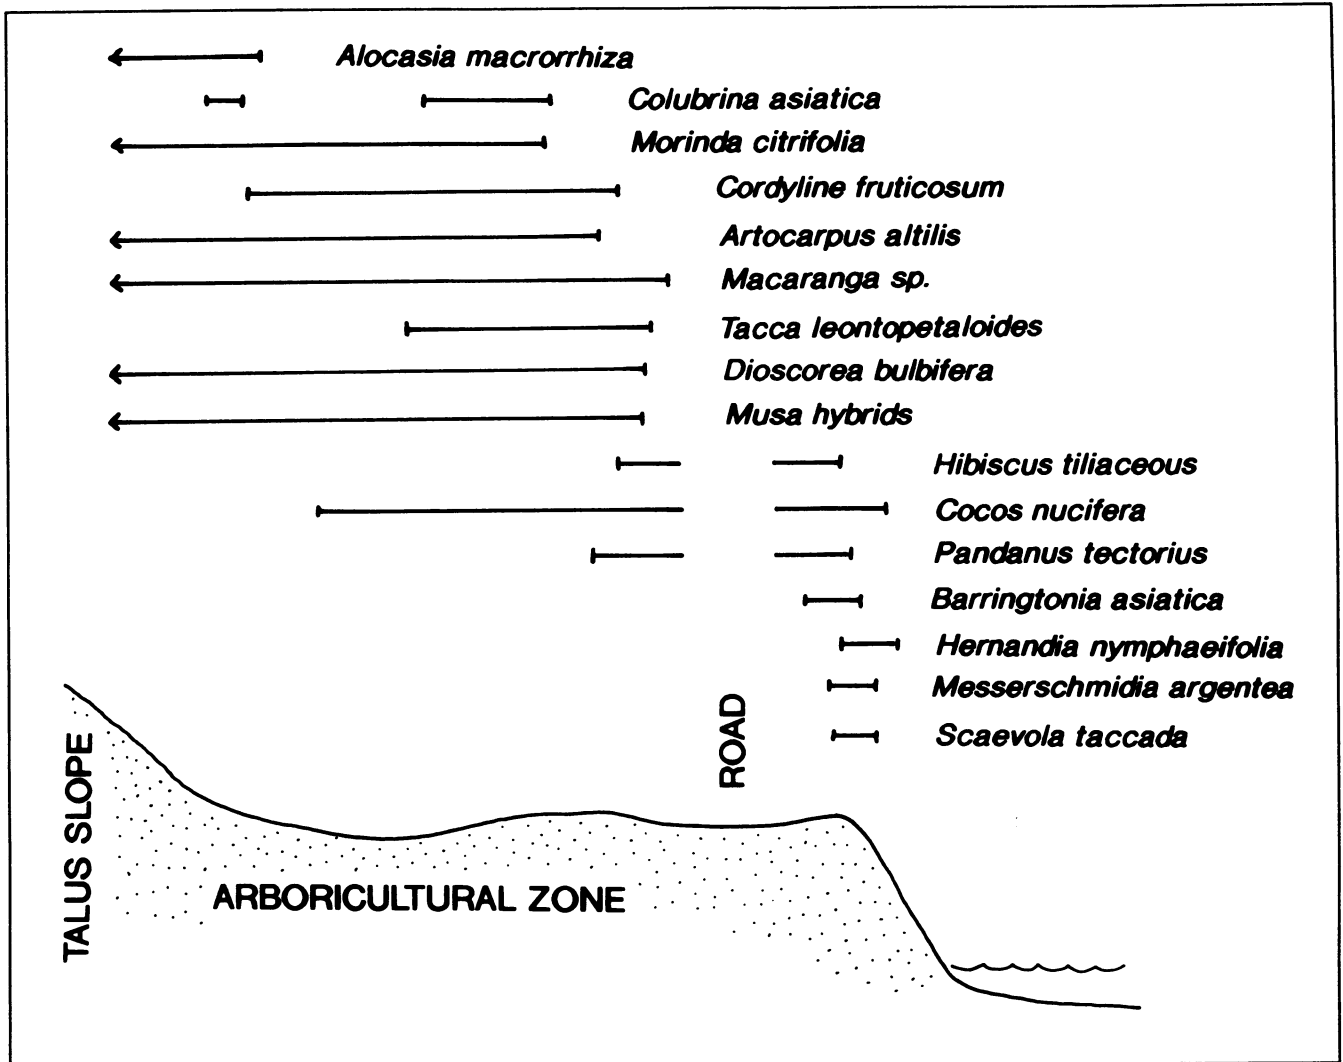 Alocasia macrorrhiza
Colubrina asiatica
Morinda citrifolia
Cordyline fruticosum
Artocarpus altilis
Macaranga sp.
Tacca leontopetaloides
Dioscorea bulbifera
Musa hybrids
Hibiscus tiliaceous
Cocos nucifera
Pandanus tectorius
Barringtonia asiatica
Hernandia nymphaeifolia
Messerschmidia argentea
Scaevola taccada
ROAD
TALUS SLOPE
ARBORICULTURAL ZONE